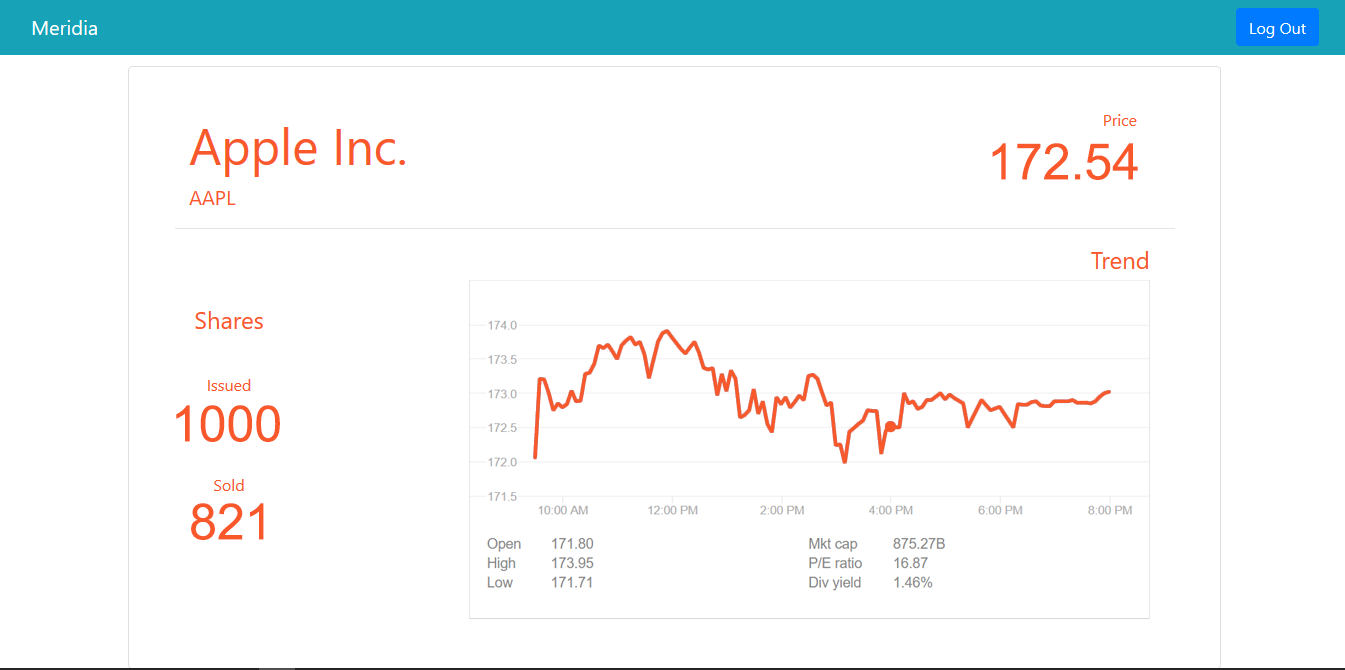 Meridia
Log Out
Apple Inc.
AAPL
Price
172.54
Trend
Shares
Issued
1000
Sold
821
174.0
173.5
173.0
172.5
172.0
171.5
10:00 AM 12:00 PM 2:00 PM 4:00 PM 6:00 PM 8:00 PM
Open 171.80 Mkt cap 875.27B
High 173.95 P/E ratio 16.87
Low 171.71 Div yield 1.46%